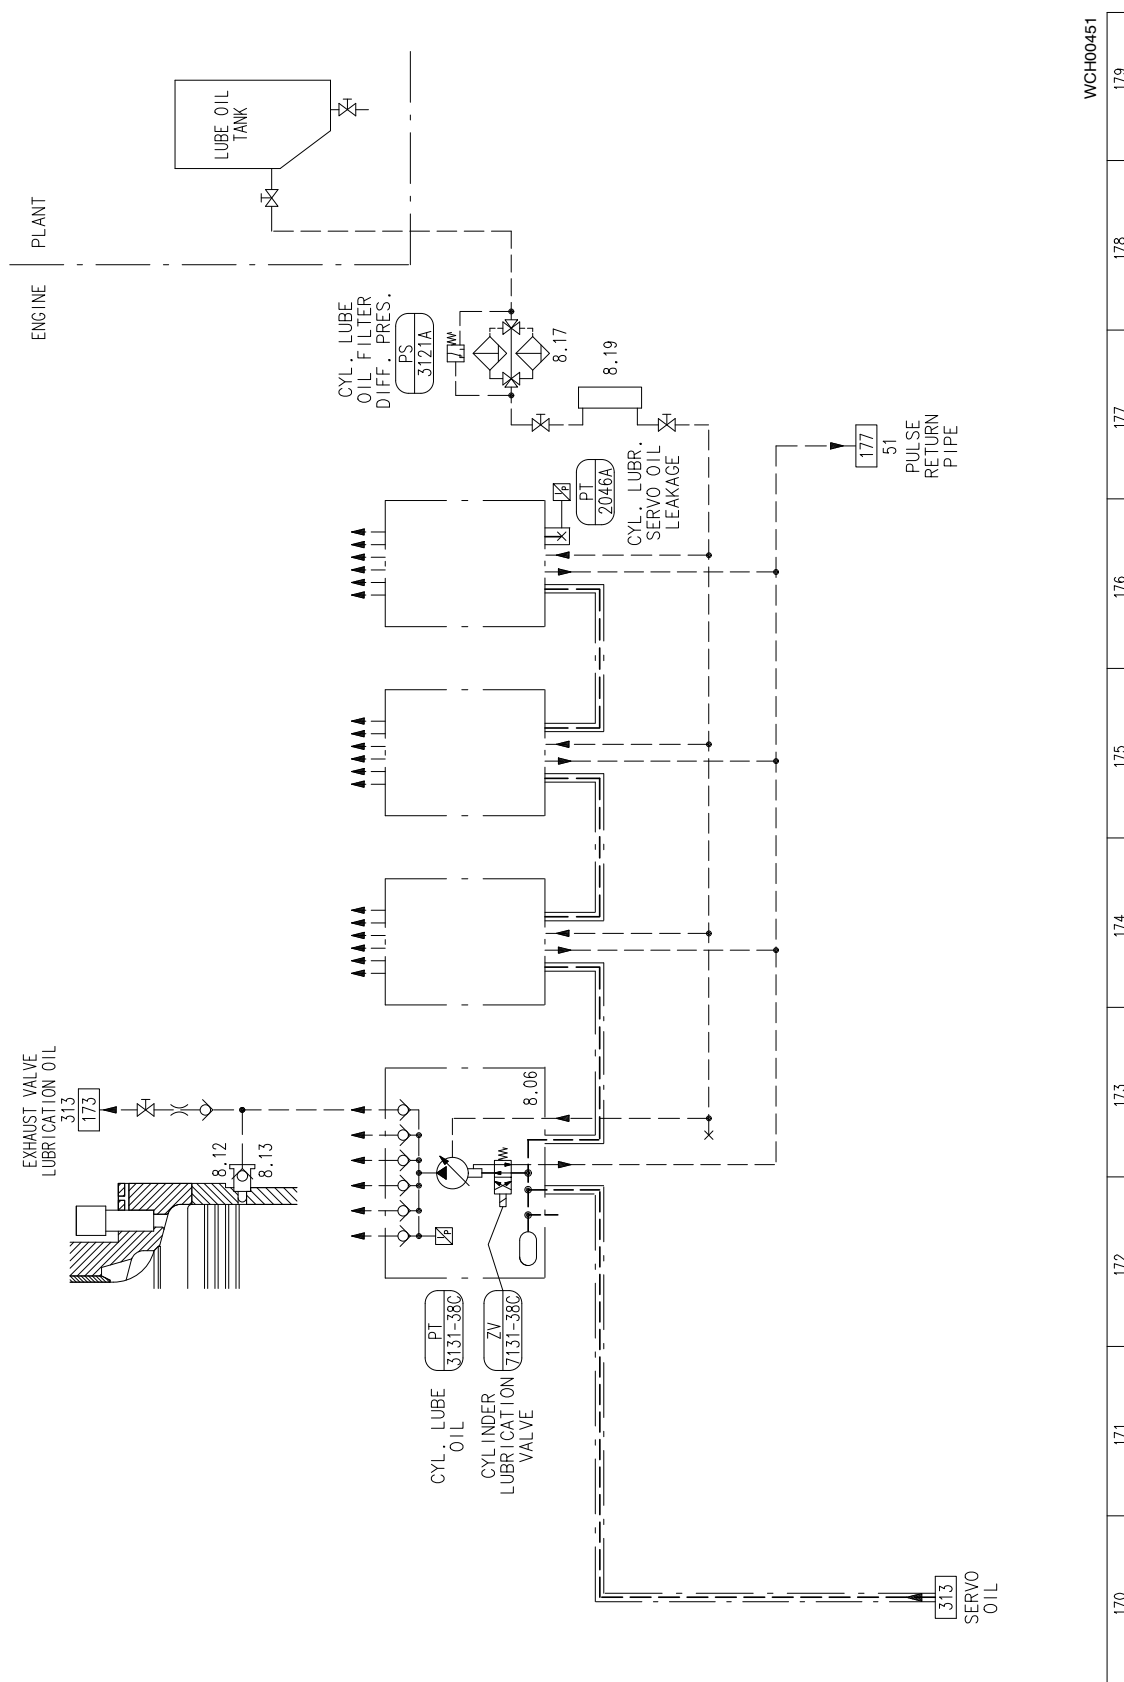 ENGINE
PLANT
LUBE OIL
TANK
CYL. LUBE
OIL FILTER
DIFF. PRES.
PS
3121A
8.17
8.19
CYL. LUBR.
SERVO OIL
LEAKAGE
PT
2046A
177
51
PULSE
RETURN
PIPE
EXHAUST VALVE
LUBRICATION OIL
313
173
8.12
8.13
8.06
I/P
I/P
CYL. LUBE
OIL
PT
3131-38C
CYLINDER
LUBRICATION
VALVE
ZV
7131-38C
313
SERVO
OIL
170
171
172
173
174
175
176
177
178
179
WCH00451